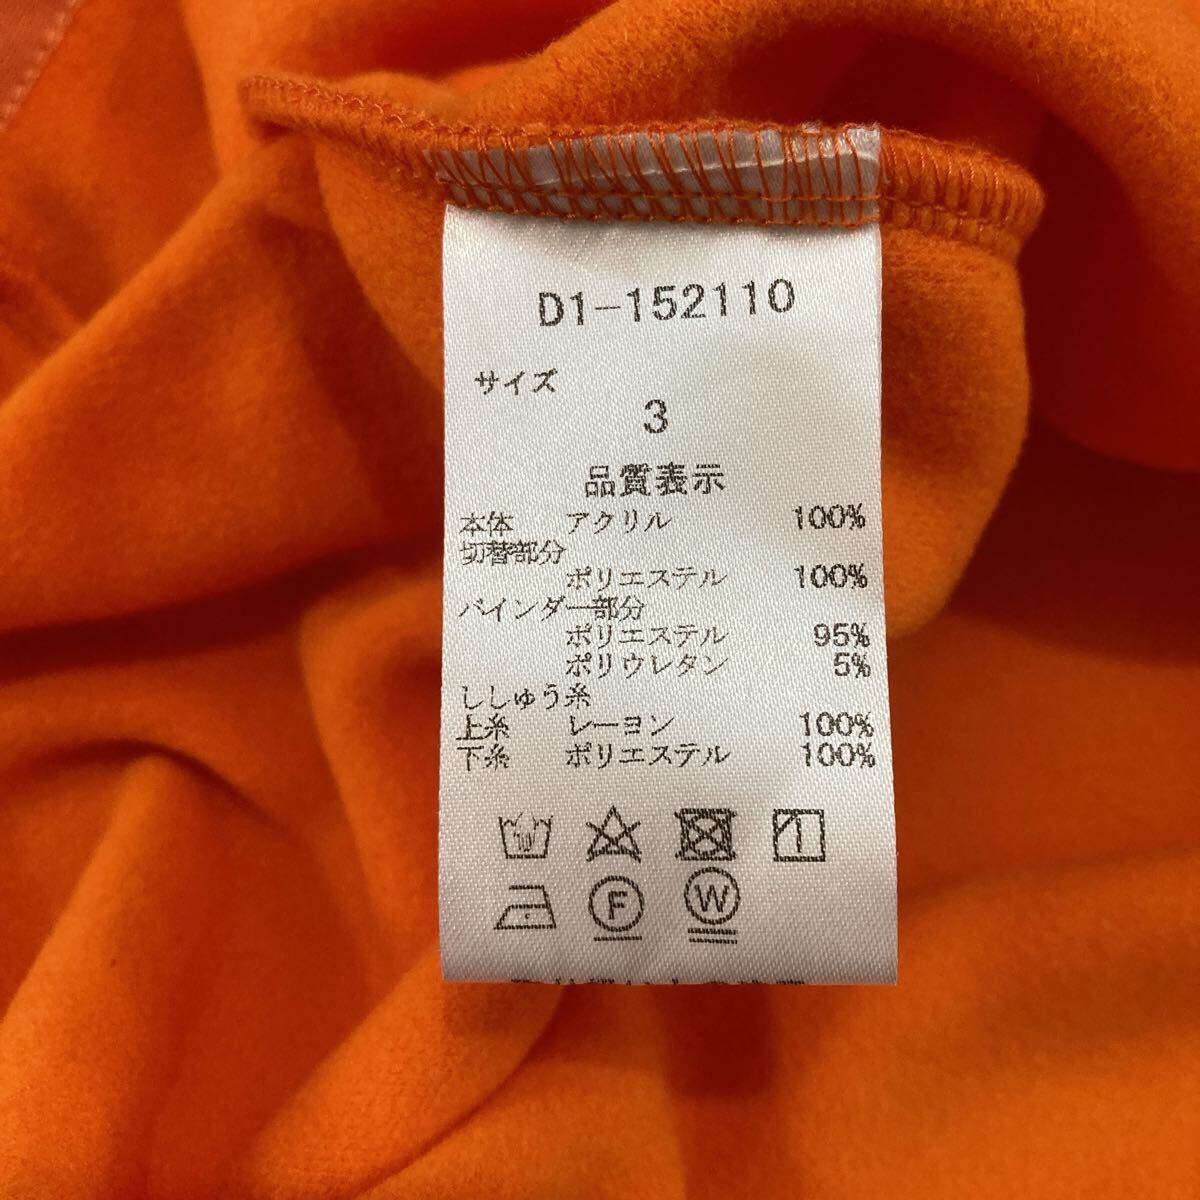 D1-152110
サイズ
3
品質表示
本体 アクリル 100%
切替部分
ポリエステル 100%
バインダー部分
ポリエステル 95%
ポリウレタン 5%
ししゅう糸
上糸 レーヨン 100%
下糸 ポリエステル 100%
F W